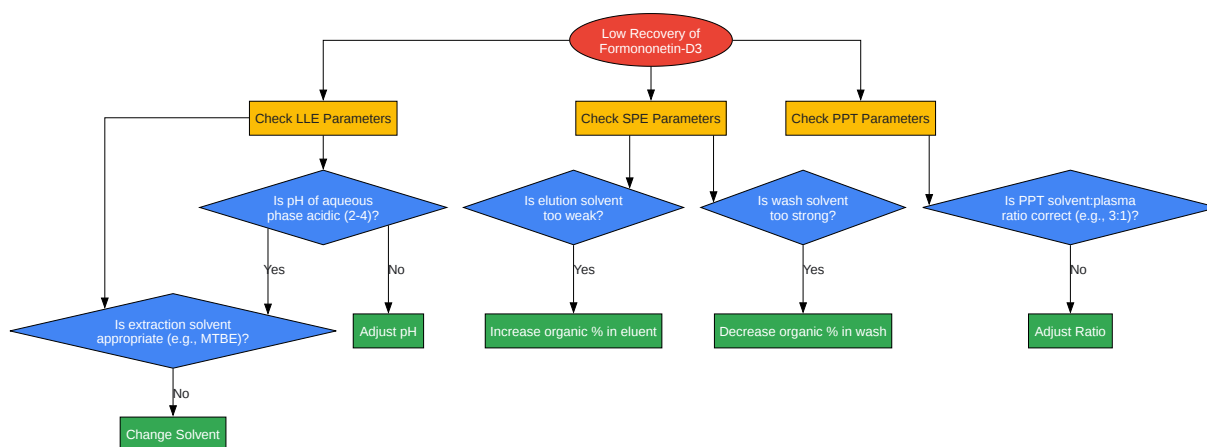 Low Recovery of
Formononetin-D3
Check LLE Parameters
Check SPE Parameters
Check PPT Parameters
Is pH of aqueous
phase acidic (2-4)?
Is elution solvent
too weak?
Is wash solvent
too strong?
Is PPT solvent:plasma
ratio correct (e.g., 3:1)?
Yes
No
Yes
Yes
No
Is extraction solvent
appropriate (e.g., MTBE)?
Adjust pH
Increase organic % in eluent
Decrease organic % in wash
Adjust Ratio
No
Change Solvent